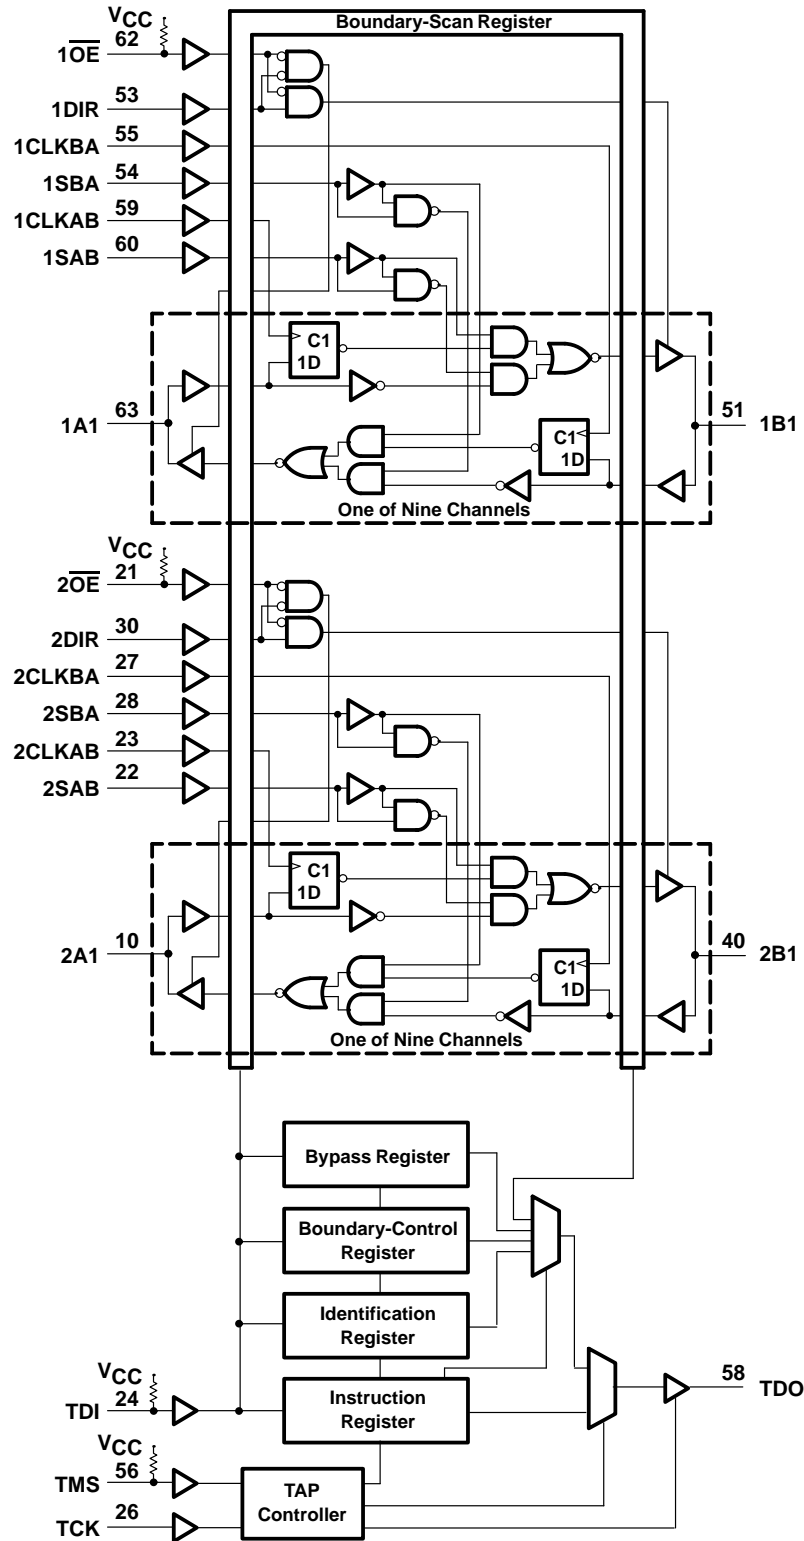 VCC
Boundary-Scan Register
62
1OE
53
1DIR
55
1CLKBA
54
1SBA
59
1CLKAB
60
1SAB
C1
1D
63
1A1
51
1B1
C1
1D
One of Nine Channels
VCC
21
2OE
30
2DIR
27
2CLKBA
28
2SBA
23
2CLKAB
22
2SAB
C1
1D
10
2A1
40
2B1
C1
1D
One of Nine Channels
Bypass Register
Boundary-Control
Register
Identification
Register
VCC
24
TDI
Instruction
Register
58
TDO
VCC
56
TMS
TAP
Controller
26
TCK